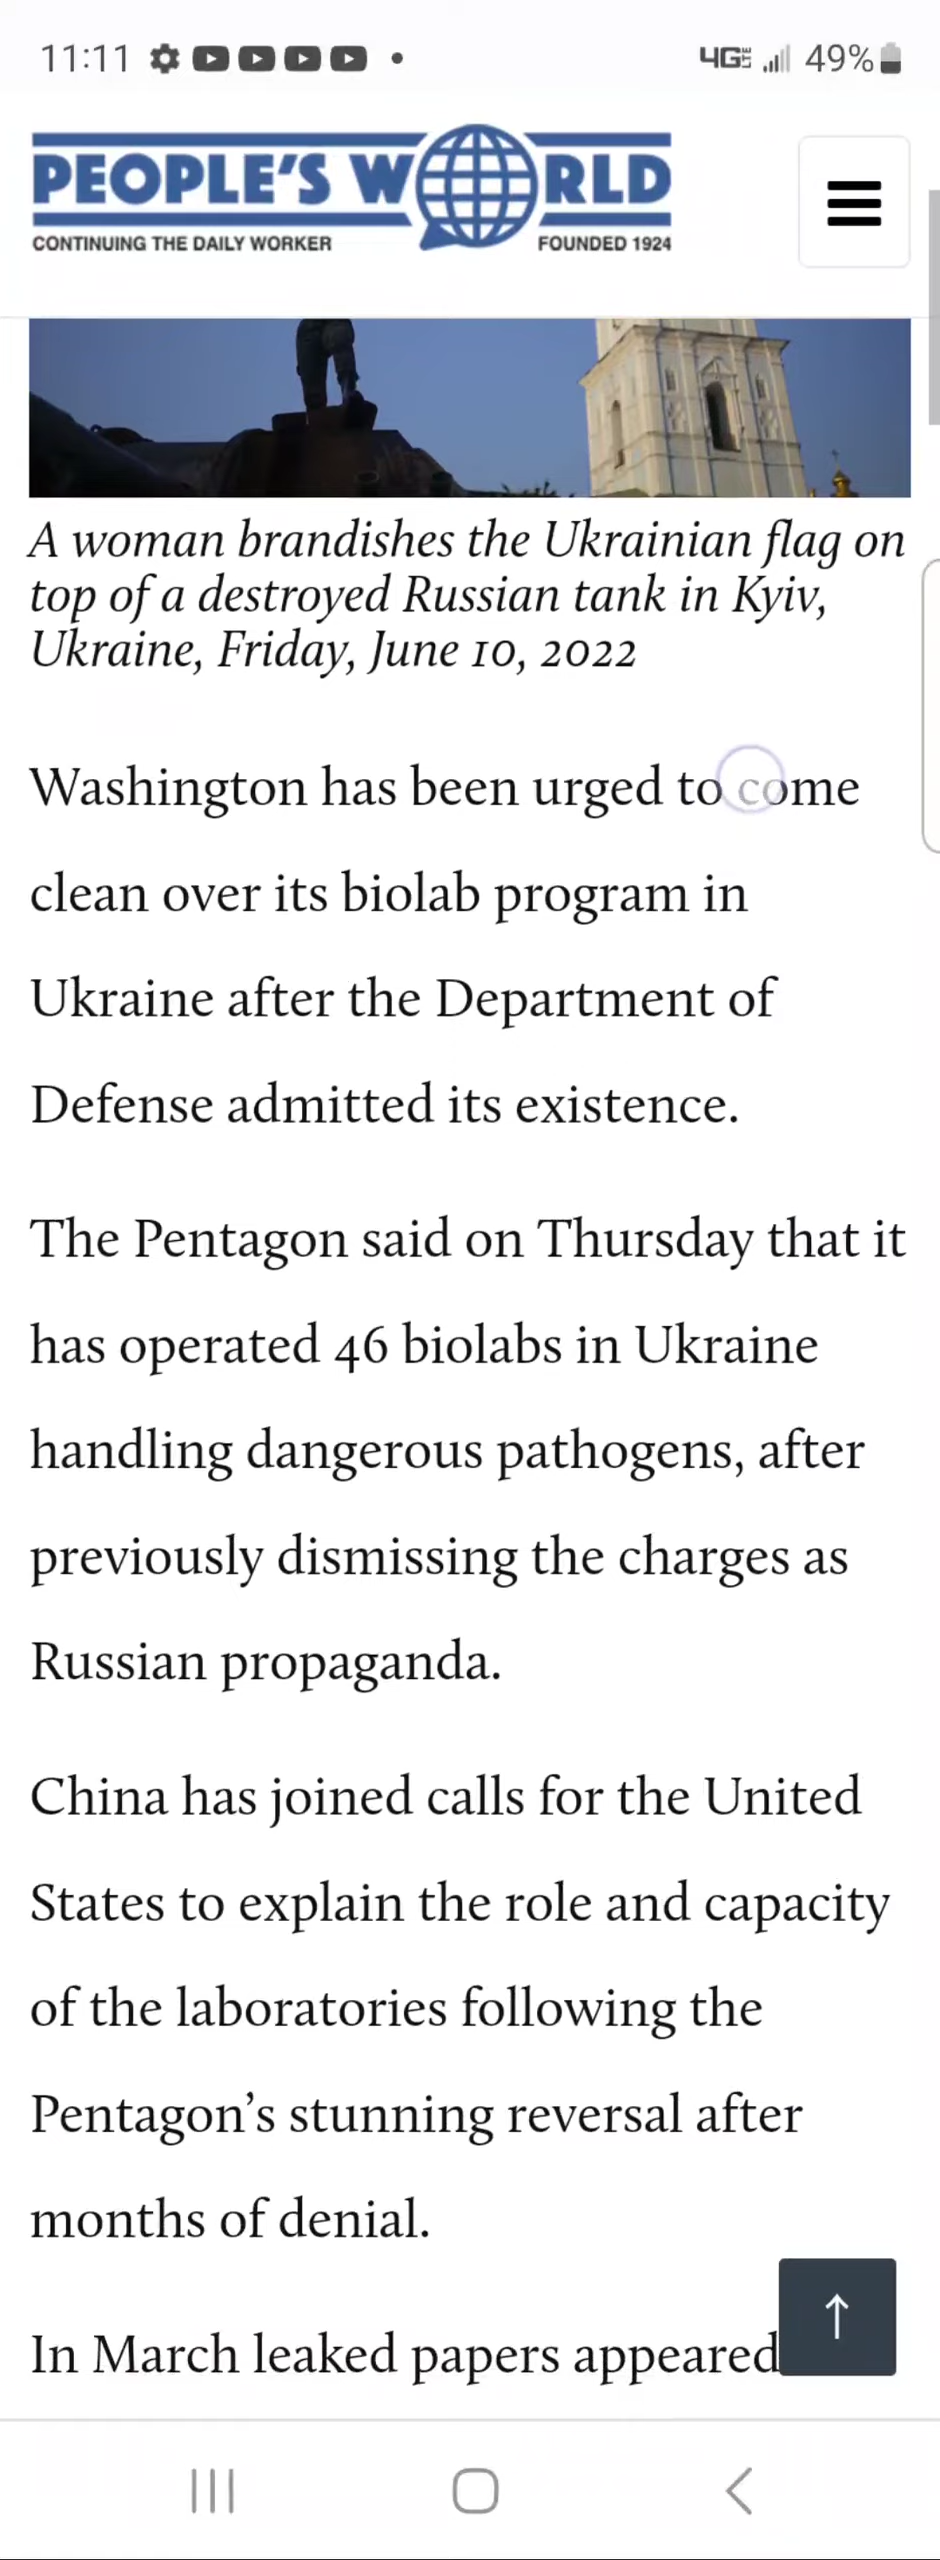 11:11
4G LTE 49%
PEOPLE'S WORLD
CONTINUING THE DAILY WORKER FOUNDED 1924
A woman brandishes the Ukrainian flag on
top of a destroyed Russian tank in Kyiv,
Ukraine, Friday, June 10, 2022
Washington has been urged to come
clean over its biolab program in
Ukraine after the Department of
Defense admitted its existence.
The Pentagon said on Thursday that it
has operated 46 biolabs in Ukraine
handling dangerous pathogens, after
previously dismissing the charges as
Russian propaganda.
China has joined calls for the United
States to explain the role and capacity
of the laboratories following the
Pentagon’s stunning reversal after
months of denial.
In March leaked papers appeared